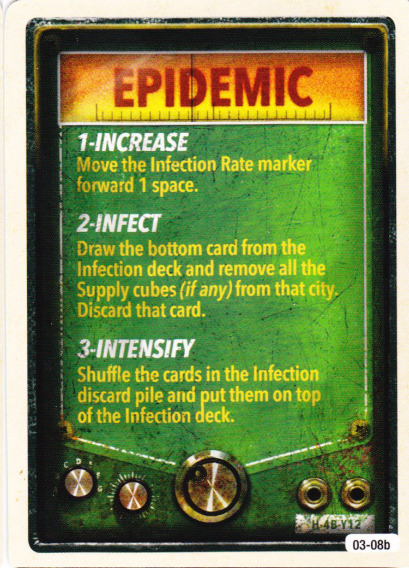 EPIDEMIC
1-INCREASE
Move the Infection Rate marker
forward 1 space.
2-INFECT
Draw the bottom card from the
Infection deck and remove all the
Supply cubes (if any) from that city.
Discard that card.
3-INTENSIFY
Shuffle the cards in the Infection
discard pile and put them on top
of the Infection deck.
H-4B-Y12
03-08b